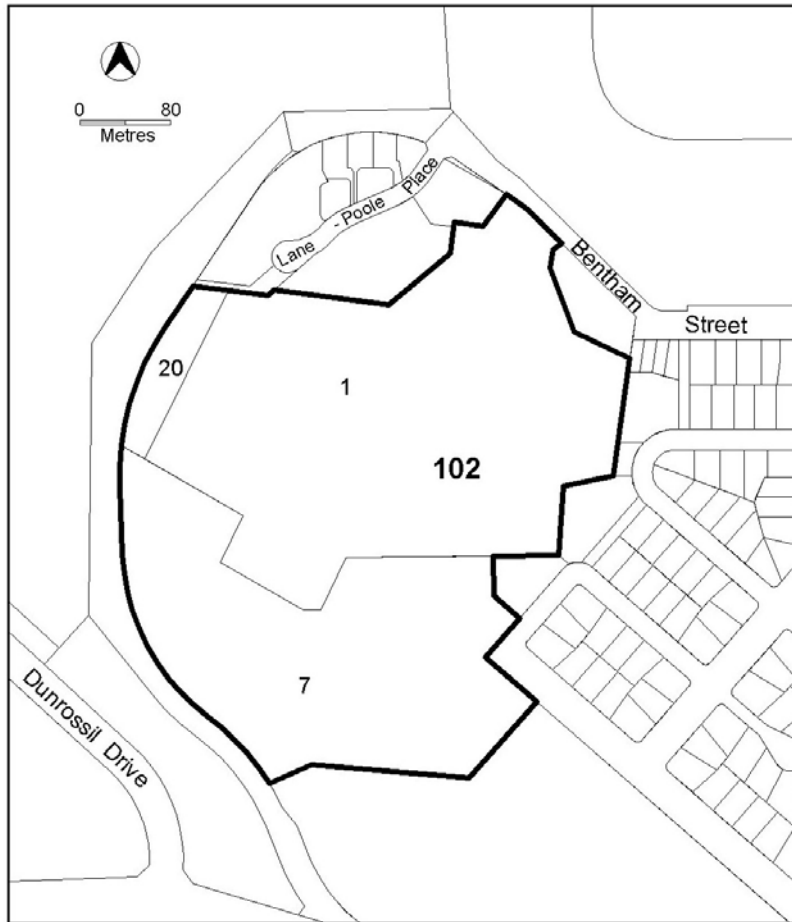 0 80
Metres
Lane - Poole Place
Bentham
Street
20
1
102
7
Dunrossil Drive